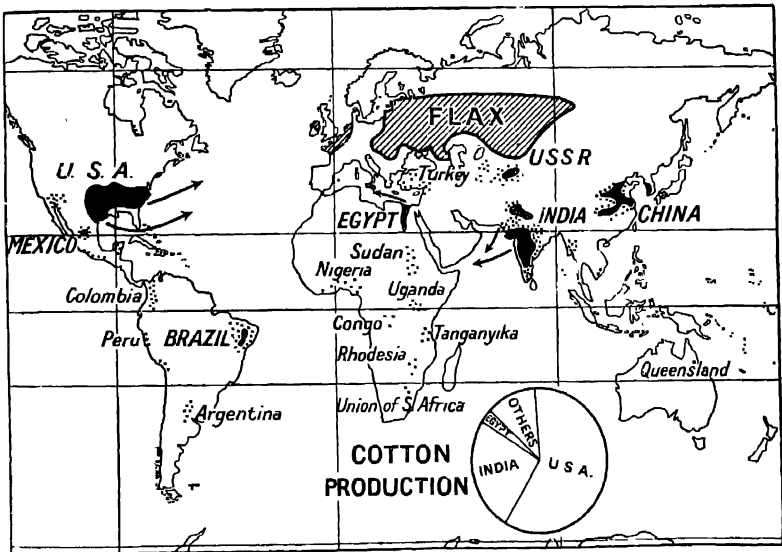 FLAX
U.S.A.
USSR
Turkey
EGYPT
INDIA
CHINA
MEXICO
Sudan
Nigeria
Colombia
Uganda
Peru
BRAZIL
Congo
Tanganyika
Rhodesia
Queensland
Argentina
Union of S. Africa
COTTON
PRODUCTION
OTHERS
EGYPT
INDIA
U S A.